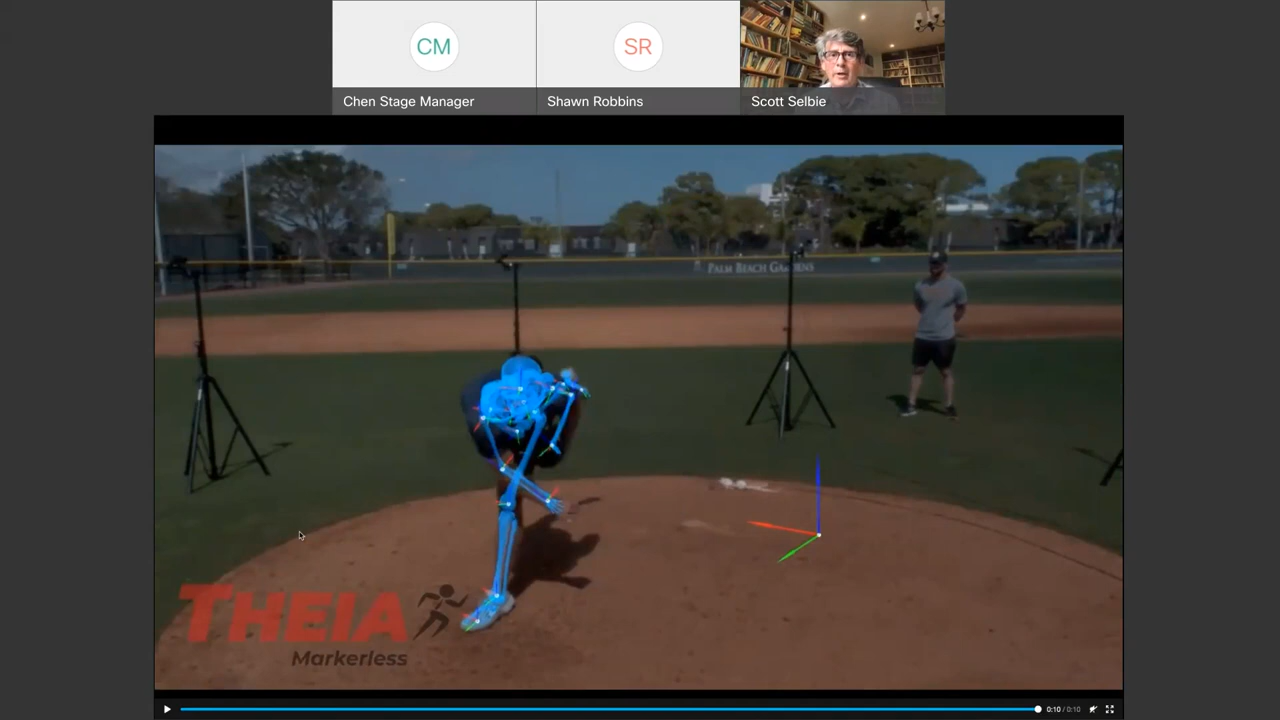 CM
SR
Chen Stage Manager
Shawn Robbins
Scott Selbie
PALM BEACH GARDENS
THEIA
Markerless
0:10 / 0:10